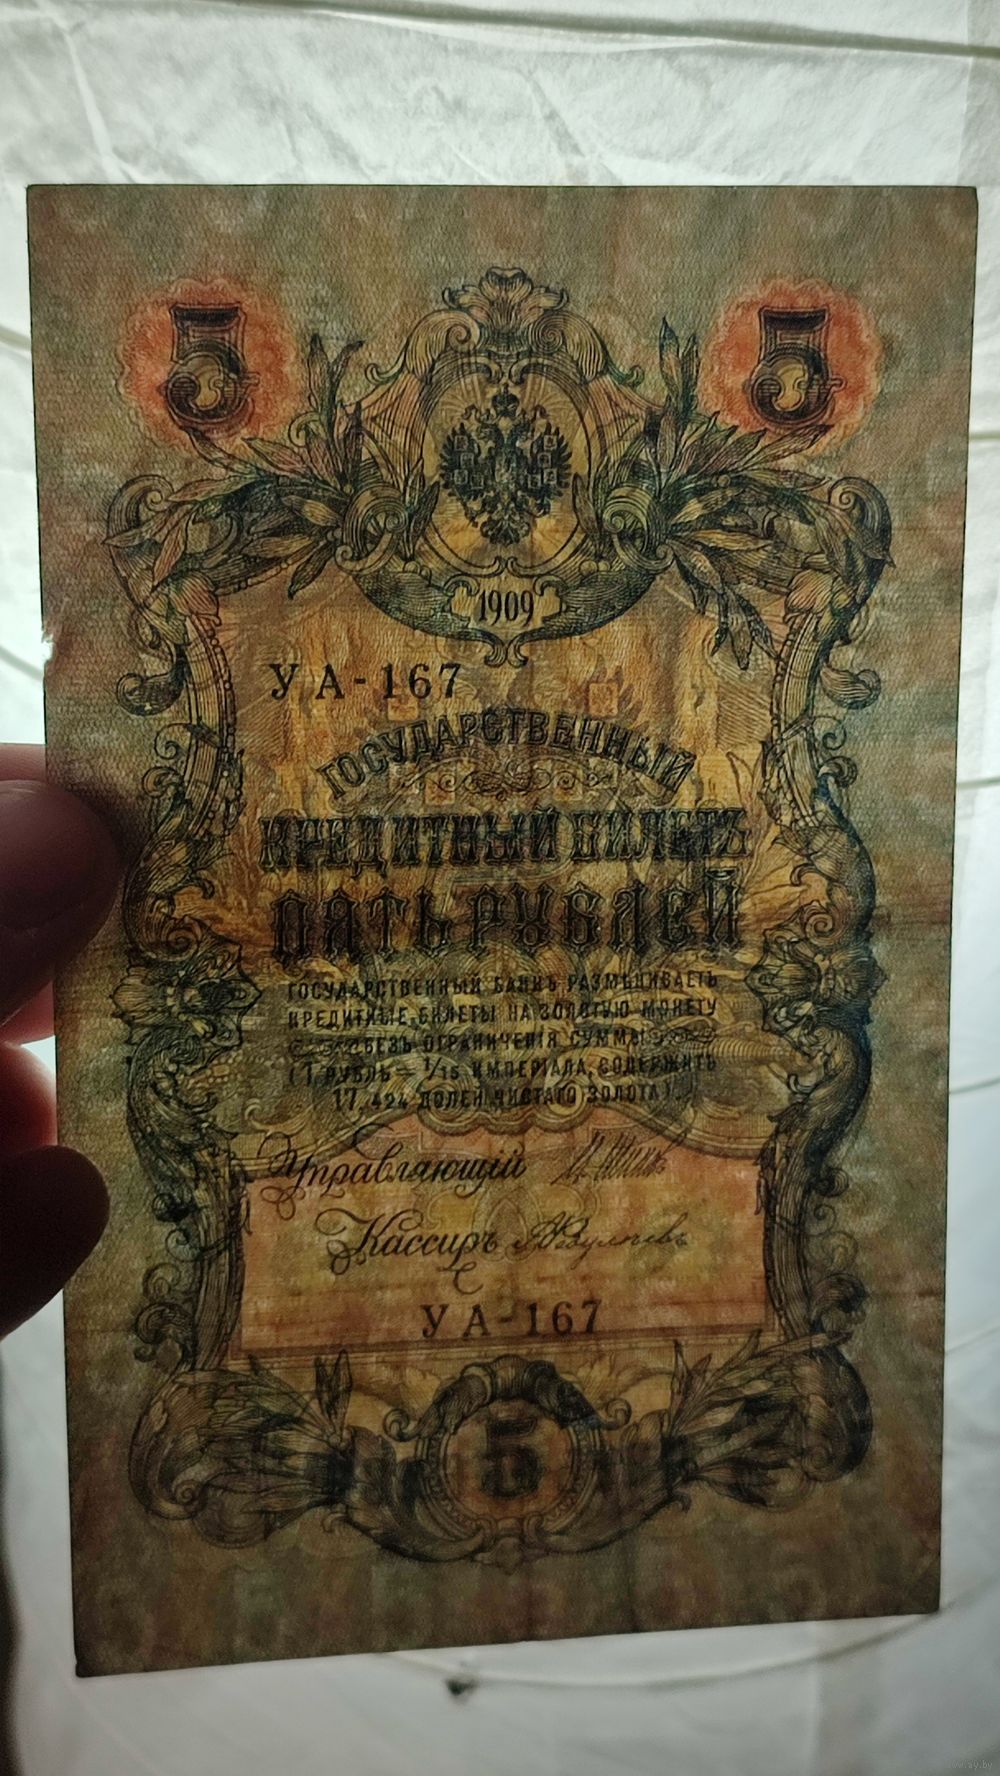 5 5
1909
УА-167
ГОСУДАРСТВЕННЫЙ
КРЕДИТНЫЙ БИЛЕТЪ
ПЯТЬ РУБЛЕЙ
ГОСУДАРСТВЕННЫЙ БАНКЪ РАЗМѢНИВАЕТЪ
КРЕДИТНЫЕ БИЛЕТЫ НА ЗОЛОТУЮ МОНЕТУ
БЕЗЪ ОГРАНИЧЕНІЯ СУММЫ
(1 РУБЛЬ = 1/15 ИМПЕРІАЛА, СОДЕРЖИТЪ
17,424 ДОЛЕЙ ЧИСТАГО ЗОЛОТА).
Управляющій И Шиповъ
Кассиръ
УА-167
5